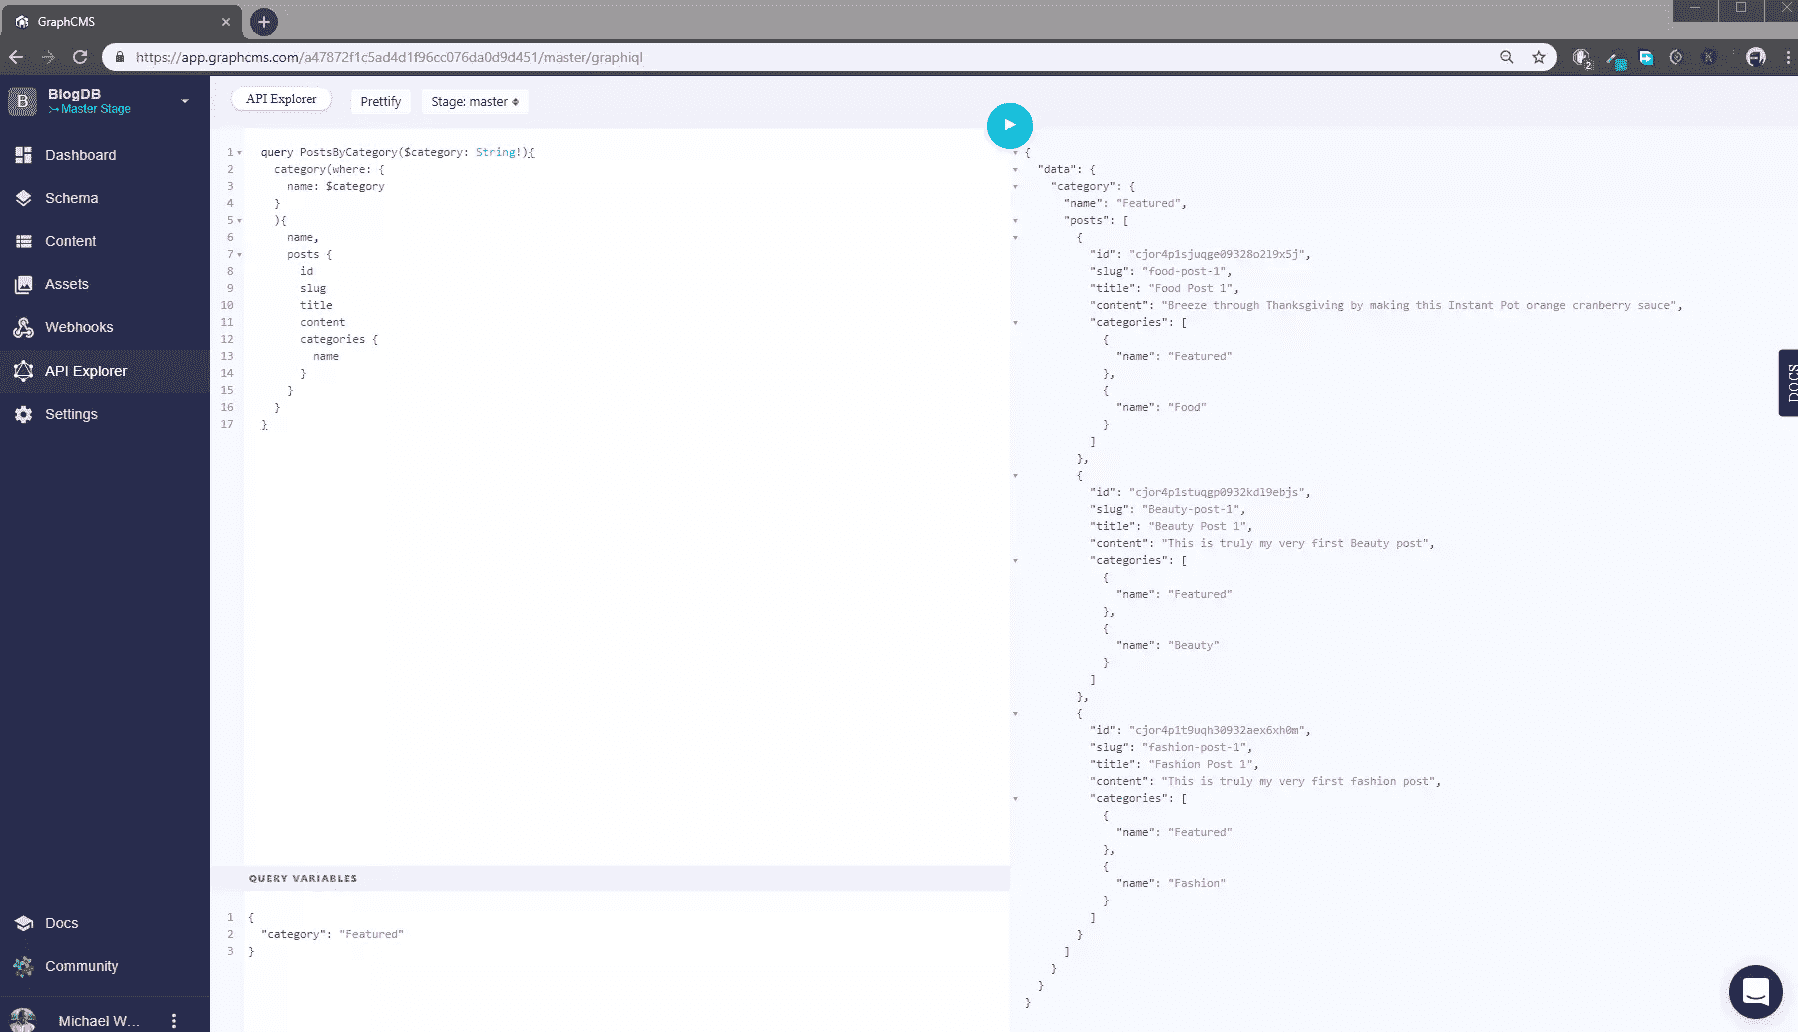 GraphCMS
https://app.graphcms.com/a47872f1c5ad4d1f96cc076da0d9d451/master/graphiql
2
B
BlogDB
Master Stage
Dashboard
Schema
Content
Assets
Webhooks
API Explorer
Settings
Docs
Community
Michael W...
API Explorer
Prettify
Stage: master
1 query PostsByCategory($category: String!){
2 category(where: {
3 name: $category
4 }
5 ){
6 name,
7 posts {
8 id
9 slug
10 title
11 content
12 categories {
13 name
14 }
15 }
16 }
17 }
QUERY VARIABLES
1 {
2 "category": "Featured"
3 }
{
"data": {
"category": {
"name": "Featured",
"posts": [
{
"id": "cjor4p1sjuqge09328o2l9x5j",
"slug": "food-post-1",
"title": "Food Post 1",
"content": "Breeze through Thanksgiving by making this Instant Pot orange cranberry sauce",
"categories": [
{
"name": "Featured"
},
{
"name": "Food"
}
]
},
{
"id": "cjor4p1stuqgp0932kdl9ebjs",
"slug": "Beauty-post-1",
"title": "Beauty Post 1",
"content": "This is truly my very first Beauty post",
"categories": [
{
"name": "Featured"
},
{
"name": "Beauty"
}
]
},
{
"id": "cjor4p1t9uqh30932aex6xh0m",
"slug": "fashion-post-1",
"title": "Fashion Post 1",
"content": "This is truly my very first fashion post",
"categories": [
{
"name": "Featured"
},
{
"name": "Fashion"
}
]
}
]
}
}
}
DOCS